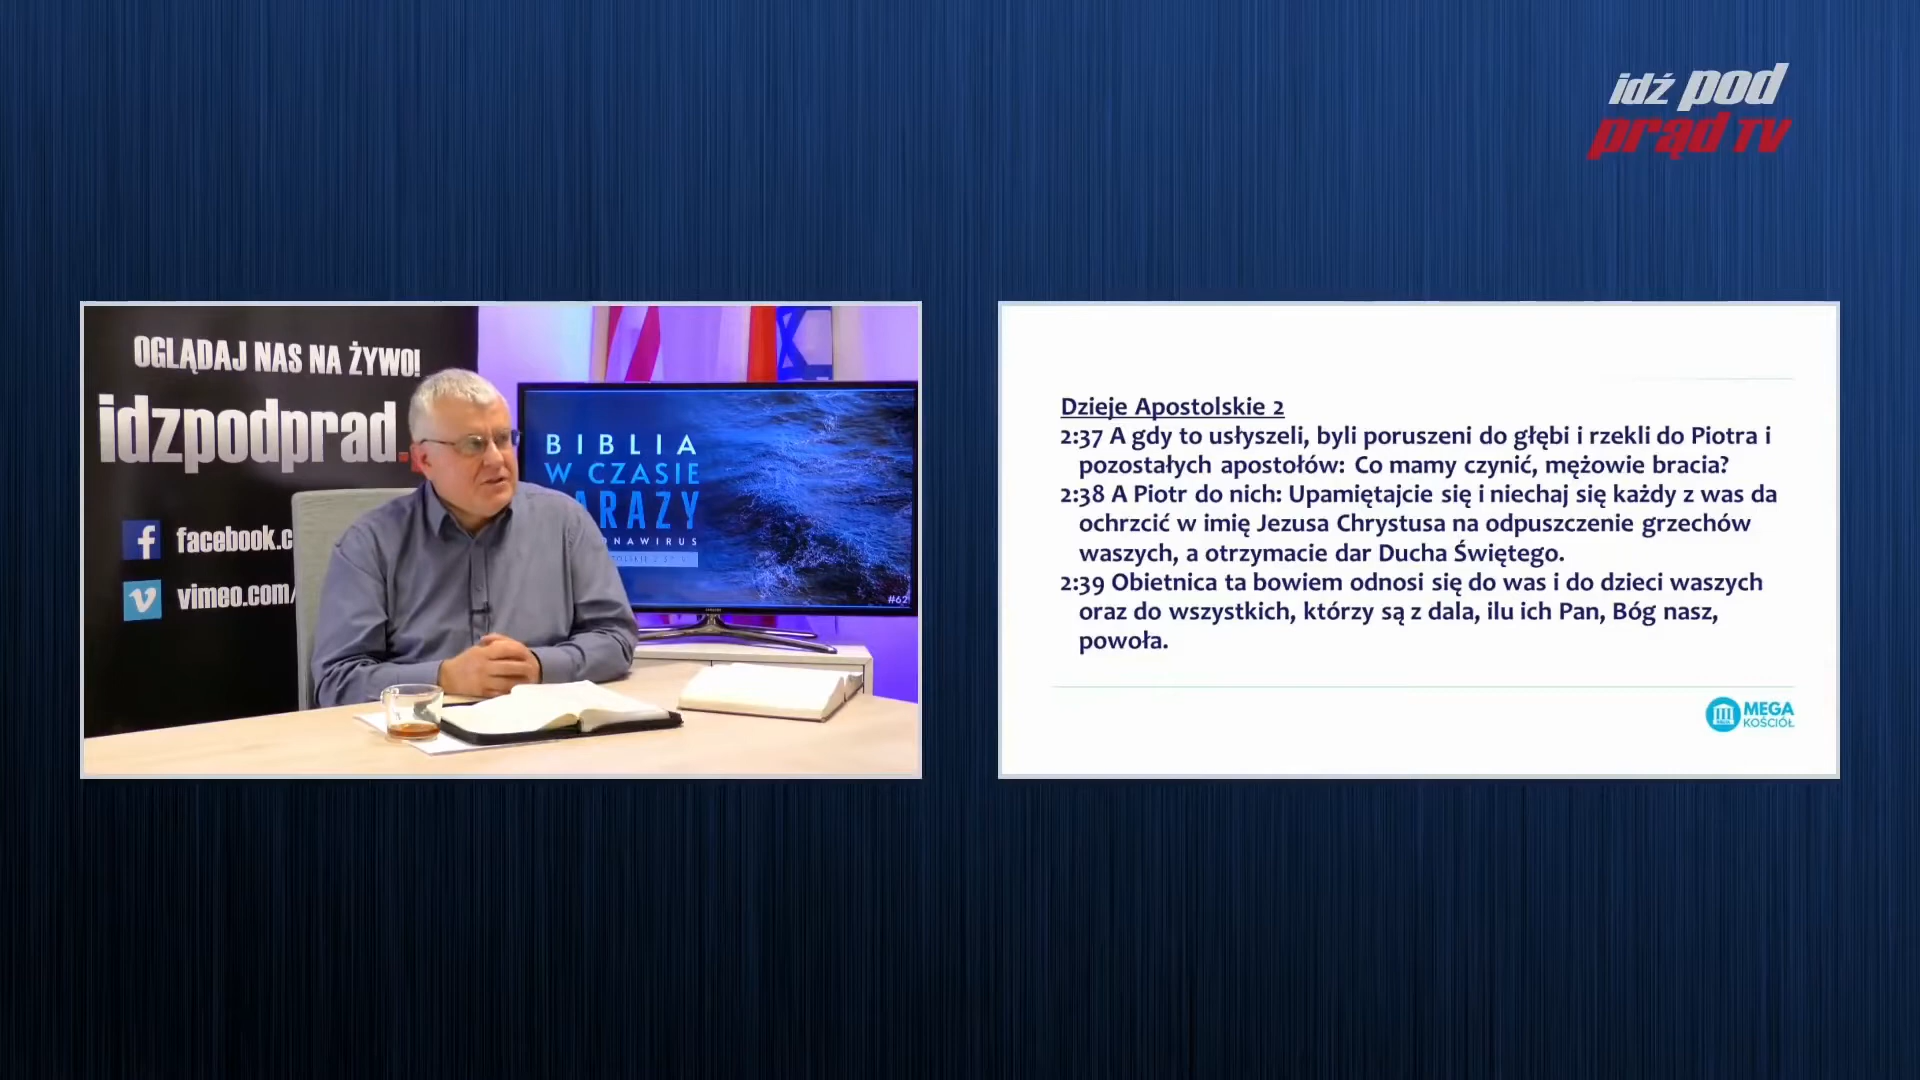 idź pod
prąd TV
OGLĄDAJ NAS NA ŻYWO!
idzpodprad.
facebook.c
vimeo.com/
BIBLIA
W CZASIE
ARAZY
ONAWIRUS
#62
Dzieje Apostolskie 2
2:37 A gdy to usłyszeli, byli poruszeni do głębi i rzekli do Piotra i
pozostałych apostołów: Co mamy czynić, mężowie bracia?
2:38 A Piotr do nich: Upamiętajcie się i niechaj się każdy z was da
ochrzcić w imię Jezusa Chrystusa na odpuszczenie grzechów
waszych, a otrzymacie dar Ducha Świętego.
2:39 Obietnica ta bowiem odnosi się do was i do dzieci waszych
oraz do wszystkich, którzy są z dala, ilu ich Pan, Bóg nasz,
powoła.
MEGA
KOŚCIÓŁ